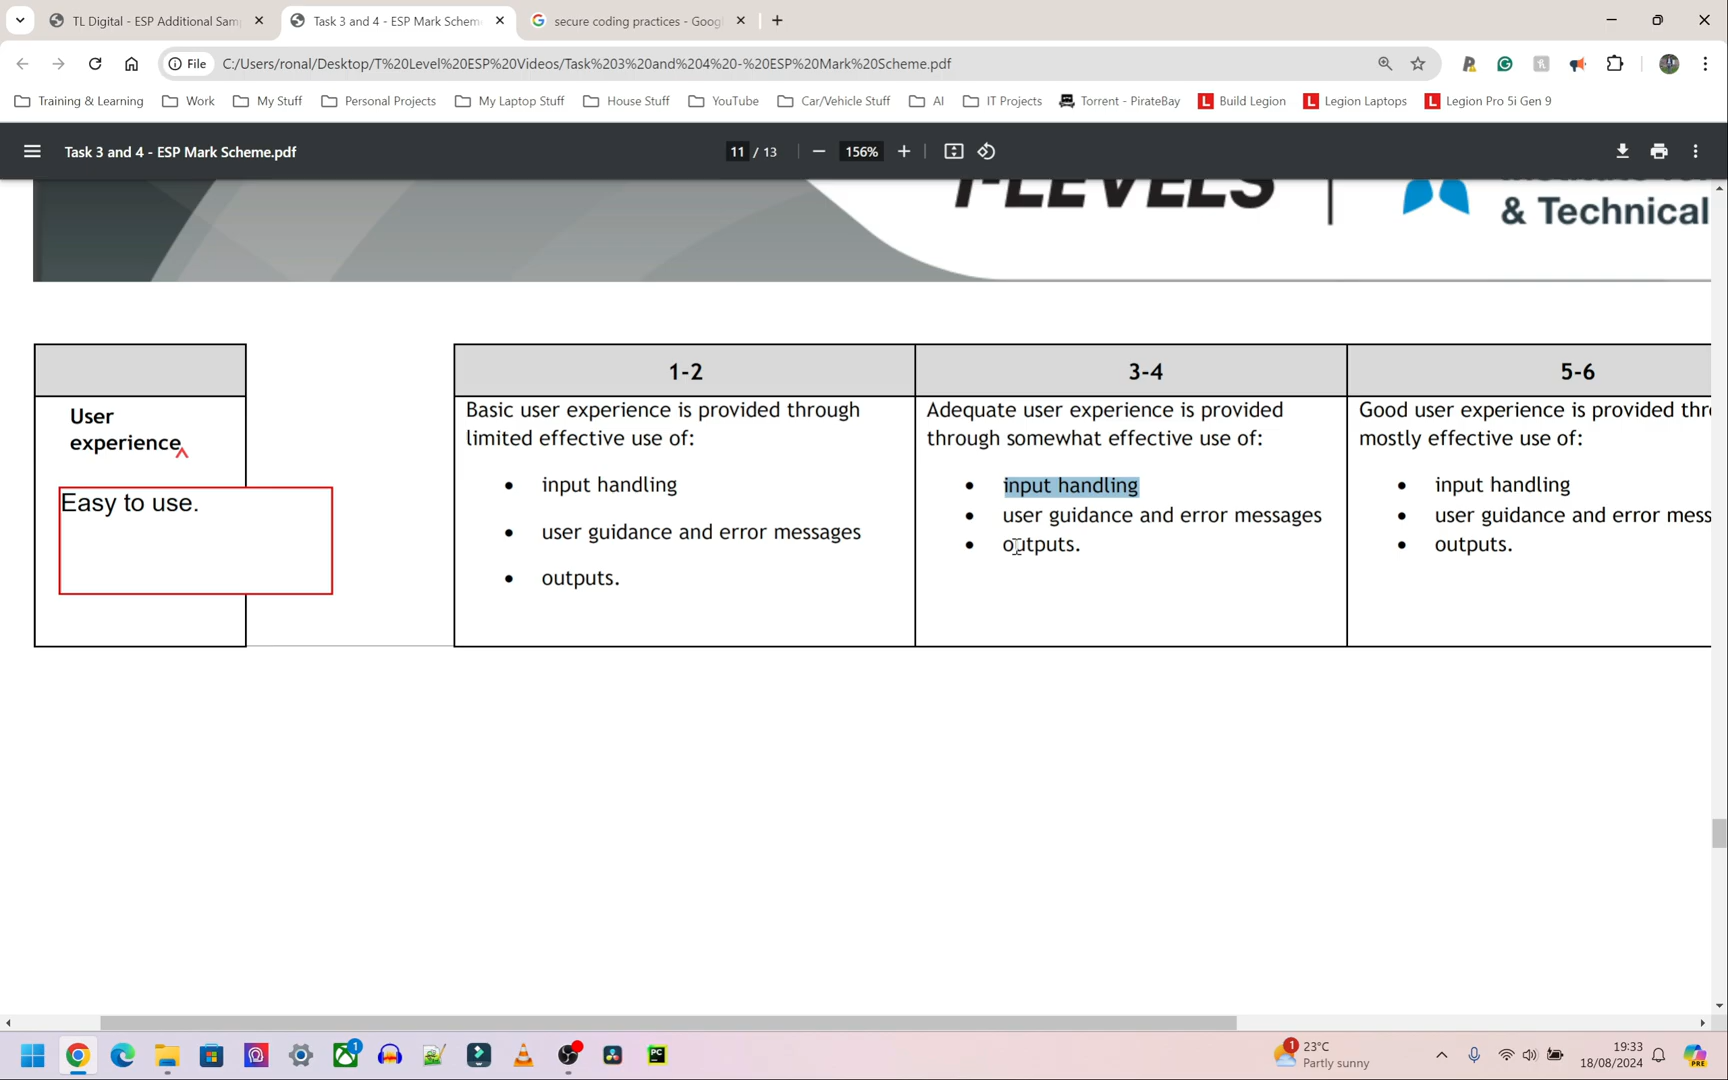 TL Digital - ESP Additional Sam
Task 3 and 4 - ESP Mark Schem
secure coding practices - Goog
File
C:/Users/ronal/Desktop/T%20Level%20ESP%20Videos/Task%203%20and%204%20-%20ESP%20Mark%20Scheme.pdf
Training & Learning
Work
My Stuff
Personal Projects
My Laptop Stuff
House Stuff
YouTube
Car/Vehicle Stuff
AI
IT Projects
Torrent - PirateBay
Build Legion
Legion Laptops
Legion Pro 5i Gen 9
Task 3 and 4 - ESP Mark Scheme.pdf
11 / 13
156%
T-LEVELS
& Technical
1-2
3-4
5-6
User
experience
Easy to use.
Basic user experience is provided through
limited effective use of:
• input handling
• user guidance and error messages
• outputs.
Adequate user experience is provided
through somewhat effective use of:
• input handling
• user guidance and error messages
• outputs.
Good user experience is provided thr
mostly effective use of:
• input handling
• user guidance and error mess
• outputs.
1
PC
1
23°C
Partly sunny
19:33
18/08/2024
PRE